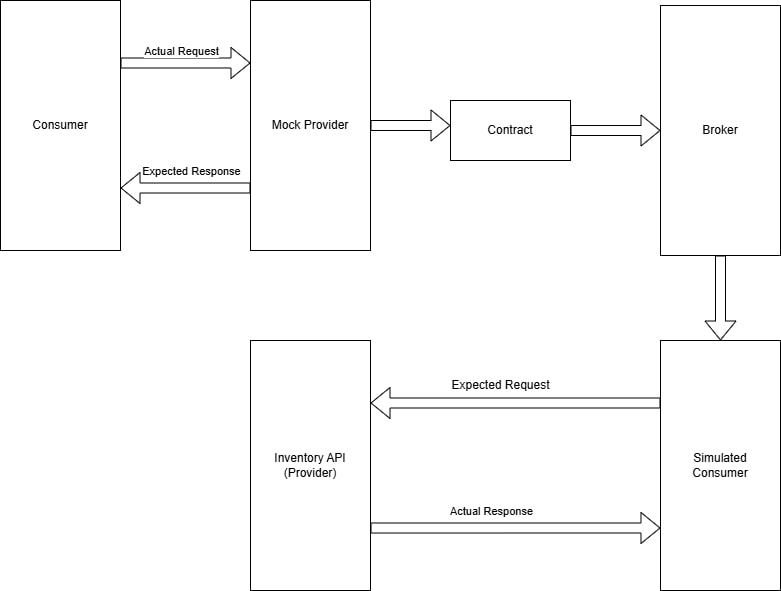 Actual Request
Consumer
Mock Provider
Contract
Broker
Expected Response
Expected Request
Inventory API
(Provider)
Simulated
Consumer
Actual Response